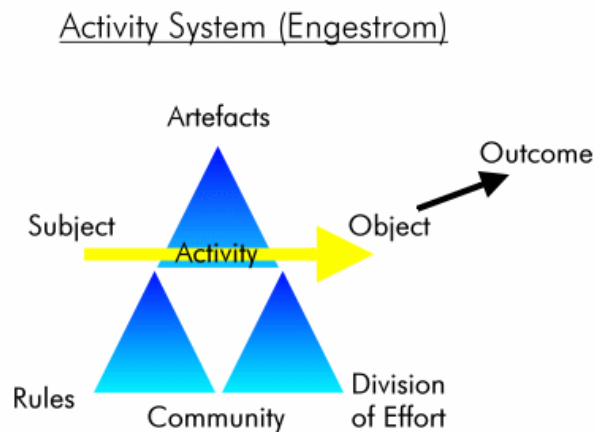 Activity System (Engestrom)
Artefacts
Outcome
Subject
Object
Activity
Rules
Community
Division
of Effort